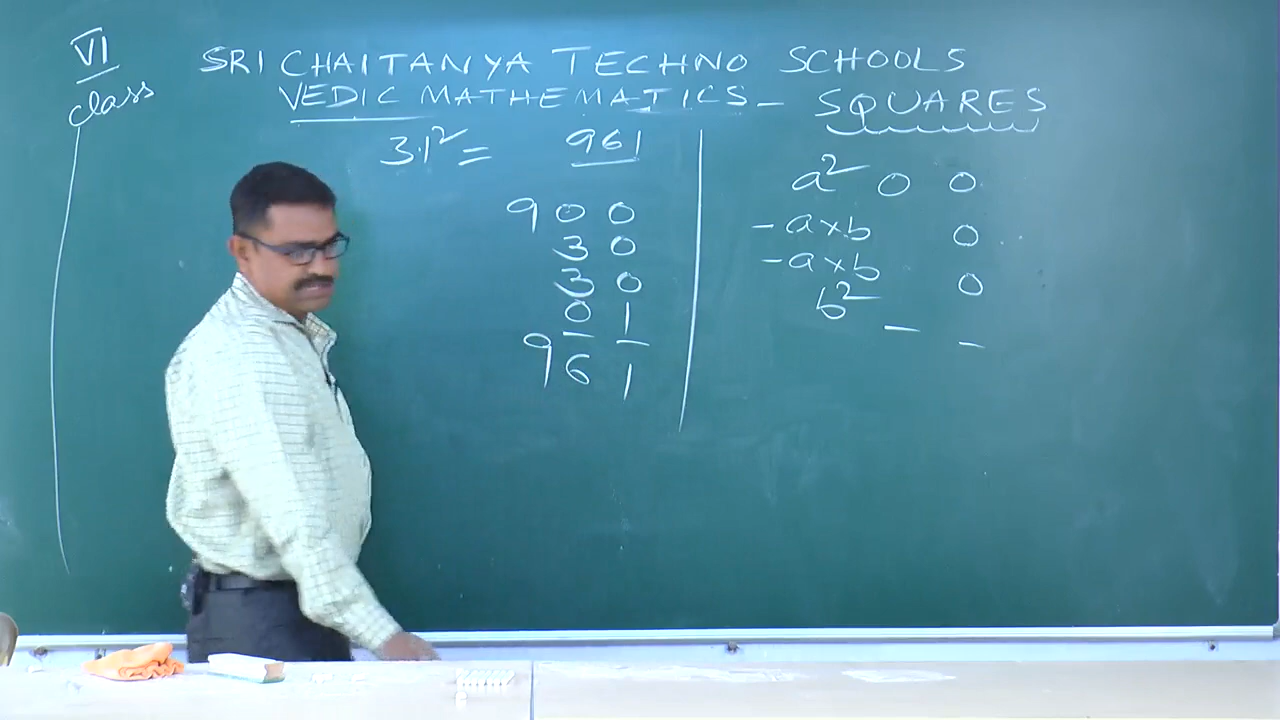 VI
class
SRI CHAITANYA TECHNO SCHOOLS
VEDIC MATHEMATICS - SQUARES
31² = 961
9 0 0
3 0
3 0
0 1
9 6 1
a² 0 0
- a x b 0
- a x b 0
b²